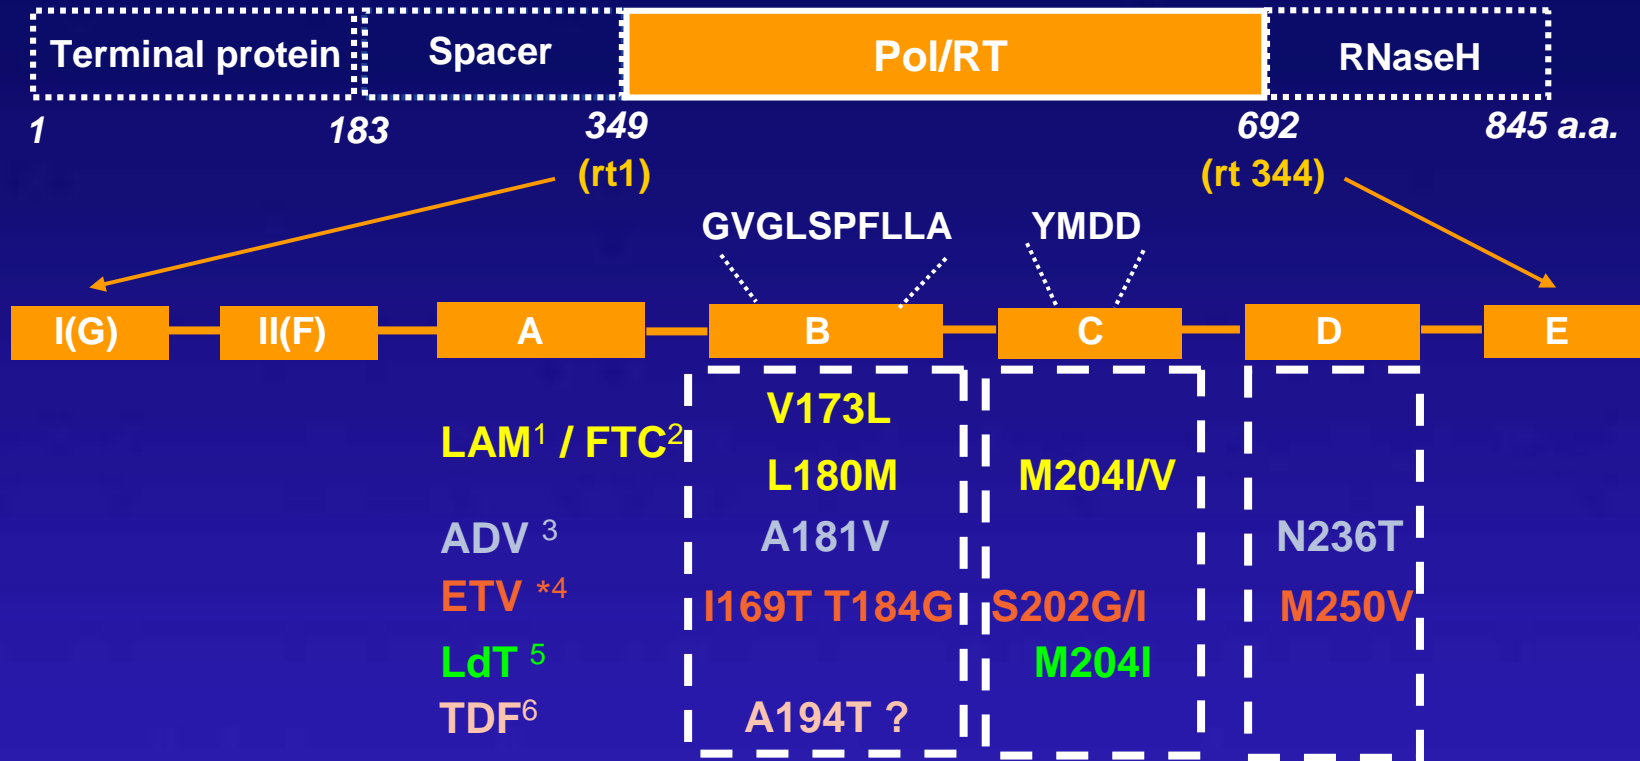 Terminal protein Spacer Pol/RT RNaseH
1 183 349 692 845 a.a.
(rt1) (rt 344)
GVGLSPFLLA YMDD
I(G) II(F) A B C D E
V173L
LAM¹ / FTC²
L180M M204I/V
ADV ³ A181V N236T
ETV *⁴ I169T T184G S202G/I M250V
LdT ⁵ M204I
TDF⁶ A194T ?